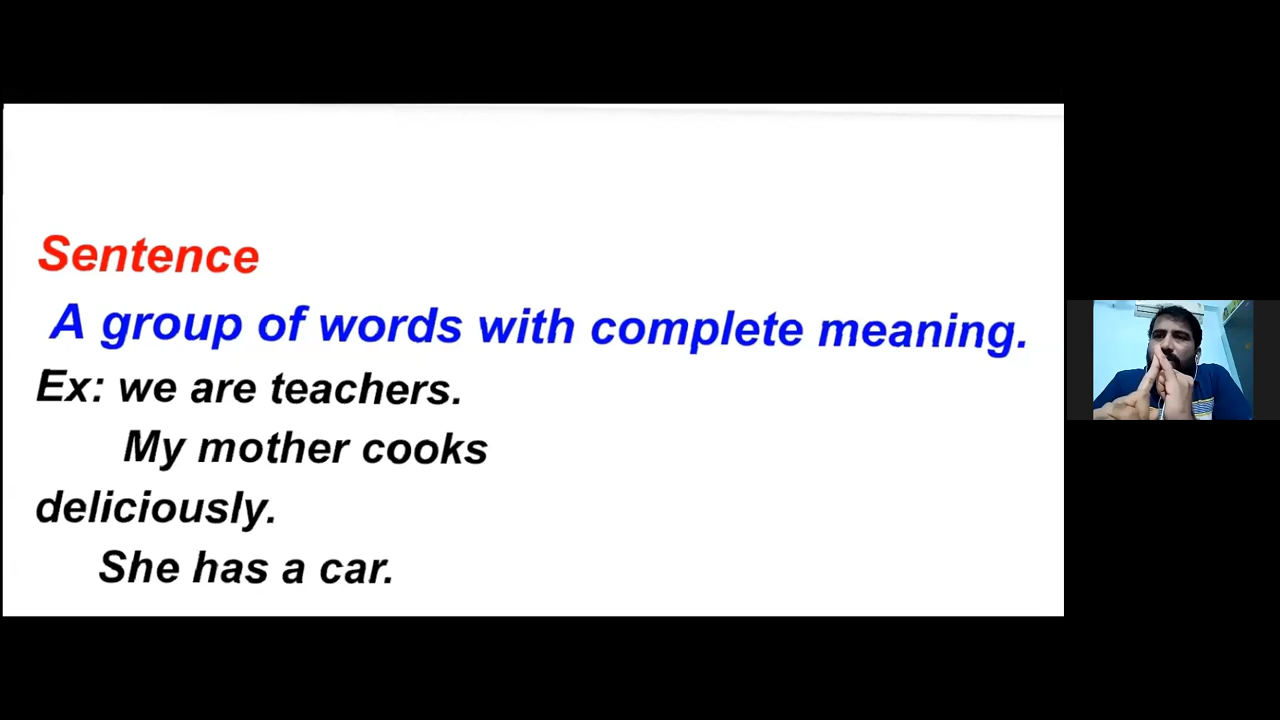 Sentence
A group of words with complete meaning.
Ex: we are teachers.
My mother cooks
deliciously.
She has a car.